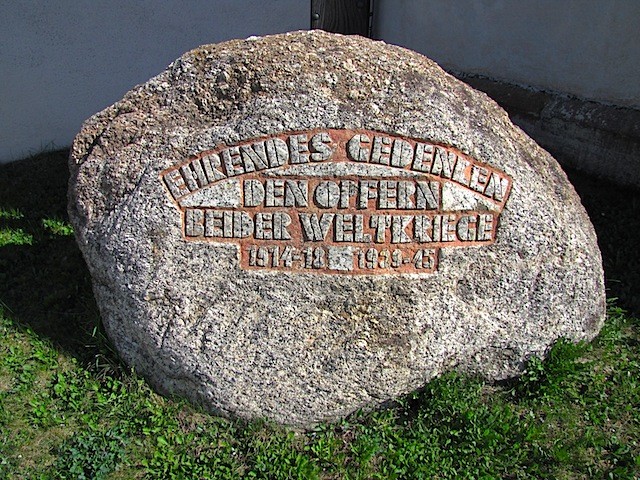 EHRENDES GEDENKEN
DEN OPFERN
BEIDER WELTKRIEGE
1914-18 1939-45